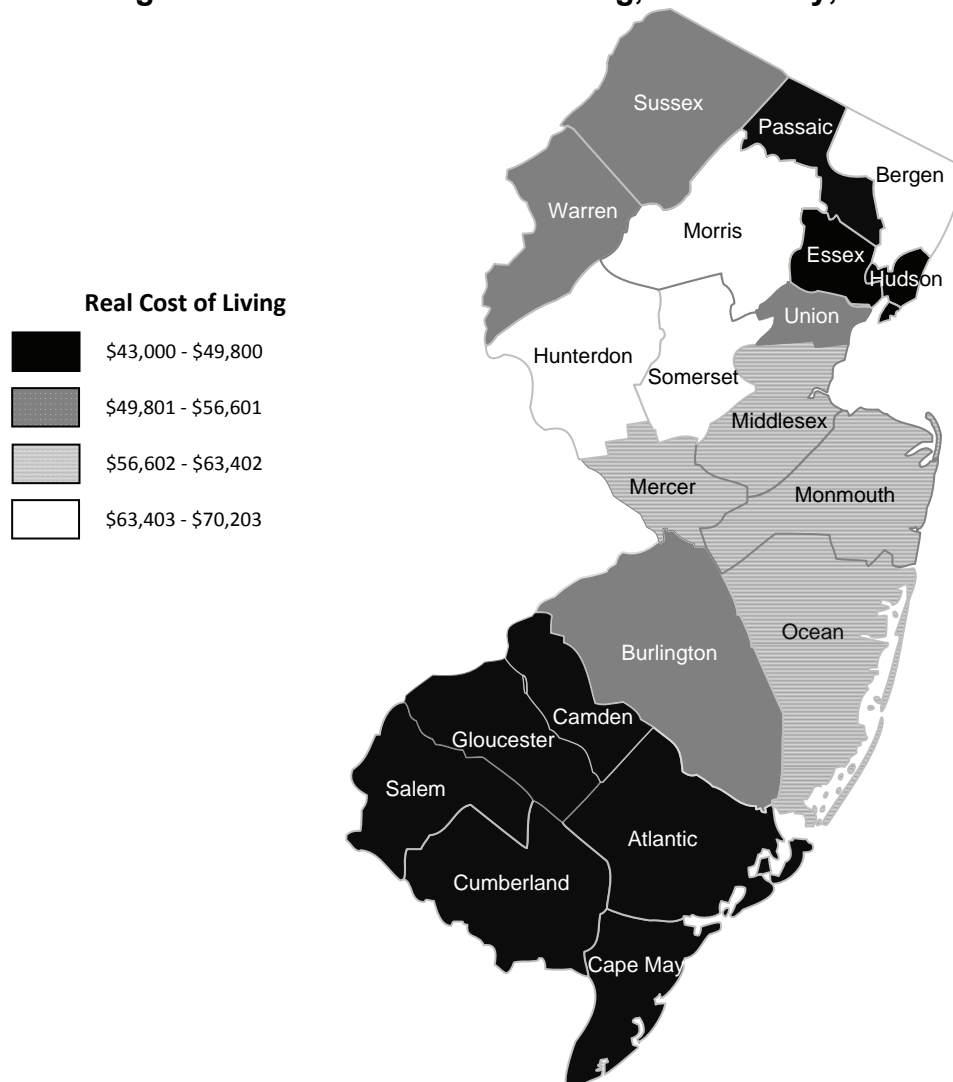 Sussex
Passaic
Bergen
Warren
Morris
Essex
Hudson
Real Cost of Living
Union
$43,000 - $49,800
Hunterdon
Somerset
$49,801 - $56,601
Middlesex
$56,602 - $63,402
Mercer
Monmouth
$63,403 - $70,203
Ocean
Burlington
Camden
Gloucester
Salem
Atlantic
Cumberland
Cape May